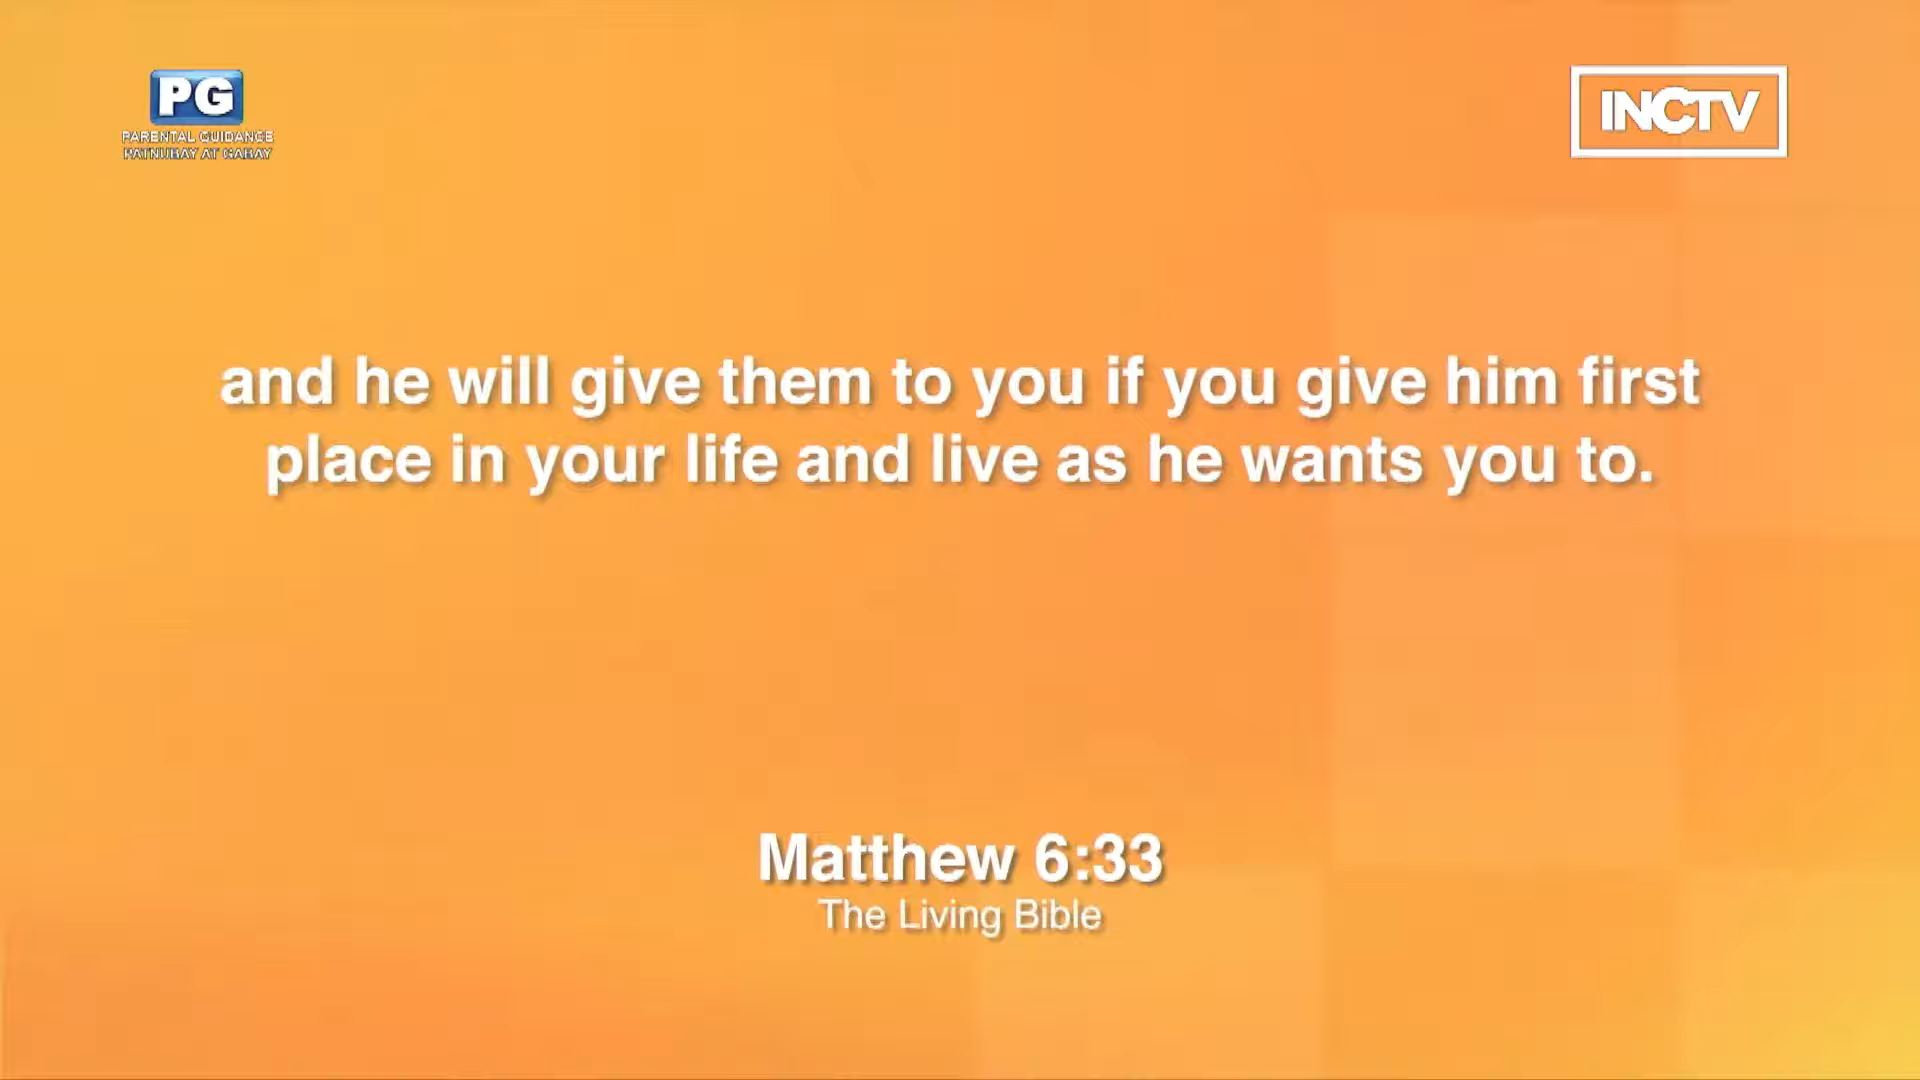 PG
PARENTAL GUIDANCE
PATNUBAY AT GABAY
INCTV
and he will give them to you if you give him first
place in your life and live as he wants you to.
Matthew 6:33
The Living Bible